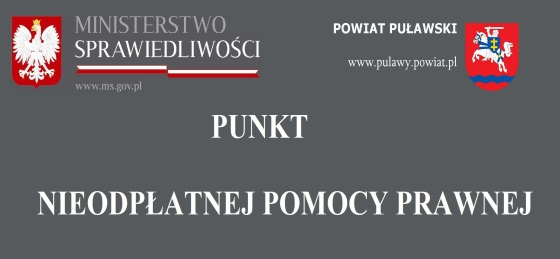 MINISTERSTWO
SPRAWIEDLIWOŚCI
www.ms.gov.pl
POWIAT PUŁAWSKI
www.pulawy.powiat.pl
PUNKT
NIEODPŁATNEJ POMOCY PRAWNEJ